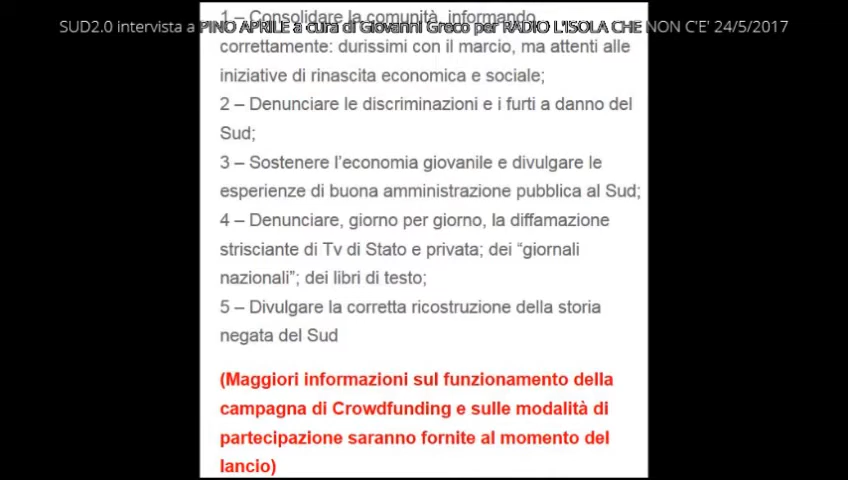 SUD2.0 intervista a PINO APRILE a cura di Giovanni Greco per RADIO L'ISOLA CHE NON C'E' 24/5/2017
1 – Consolidare la comunità, informando
correttamente: durissimi con il marcio, ma attenti alle
iniziative di rinascita economica e sociale;
2 – Denunciare le discriminazioni e i furti a danno del
Sud;
3 – Sostenere l’economia giovanile e divulgare le
esperienze di buona amministrazione pubblica al Sud;
4 – Denunciare, giorno per giorno, la diffamazione
strisciante di Tv di Stato e privata; dei “giornali
nazionali”; dei libri di testo;
5 – Divulgare la corretta ricostruzione della storia
negata del Sud
(Maggiori informazioni sul funzionamento della
campagna di Crowdfunding e sulle modalità di
partecipazione saranno fornite al momento del
lancio)